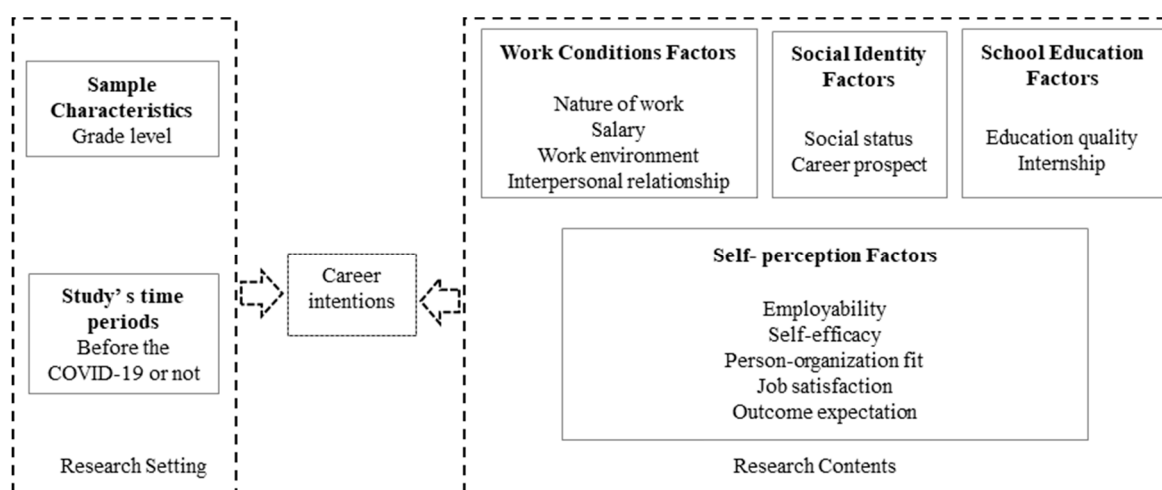 Sample
Characteristics
Grade level
Study’ s time
periods
Before the
COVID-19 or not
Research Setting
Career
intentions
Work Conditions Factors
Nature of work
Salary
Work environment
Interpersonal relationship
Social Identity
Factors
Social status
Career prospect
School Education
Factors
Education quality
Internship
Self- perception Factors
Employability
Self-efficacy
Person-organization fit
Job satisfaction
Outcome expectation
Research Contents